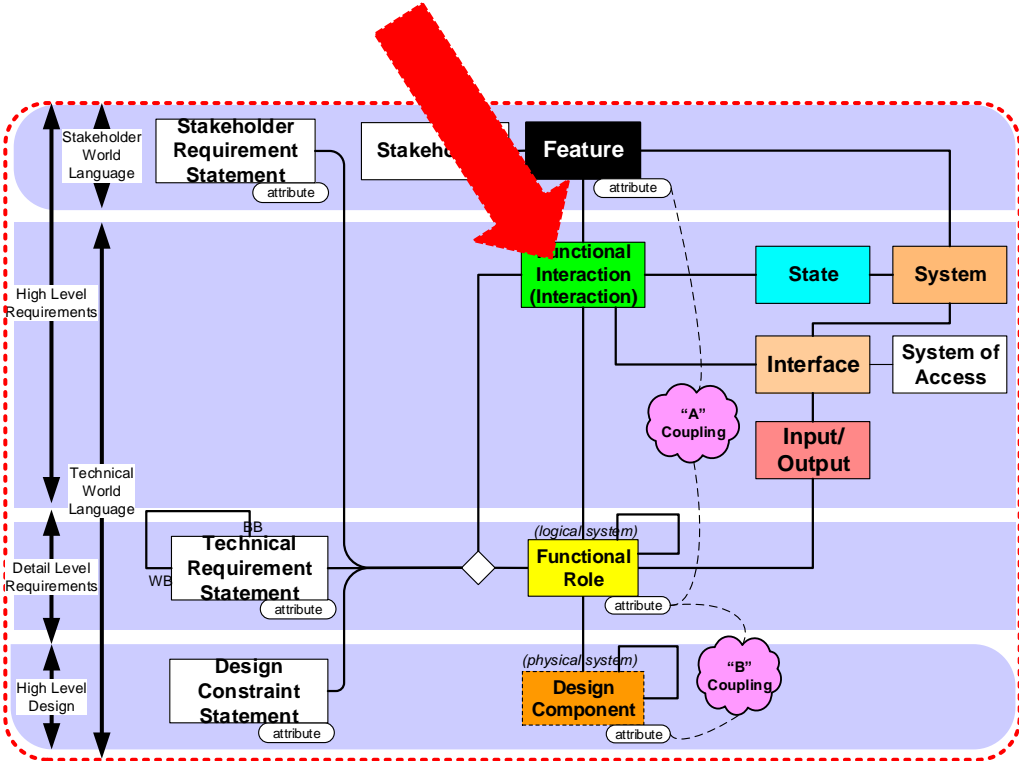 Stakeholder
World
Language
Stakeholder
Requirement
Statement
attribute
Feature
attribute
High Level
Requirements
Interaction
(Interaction)
State
System
Interface
System of
Access
“A”
Coupling
Input/
Output
Technical
World
Language
BB
WB
Technical
Requirement
Statement
attribute
(logical system)
Functional
Role
attribute
Detail Level
Requirements
(physical system)
Design
Component
attribute
“B”
Coupling
High Level
Design
Design
Constraint
Statement
attribute